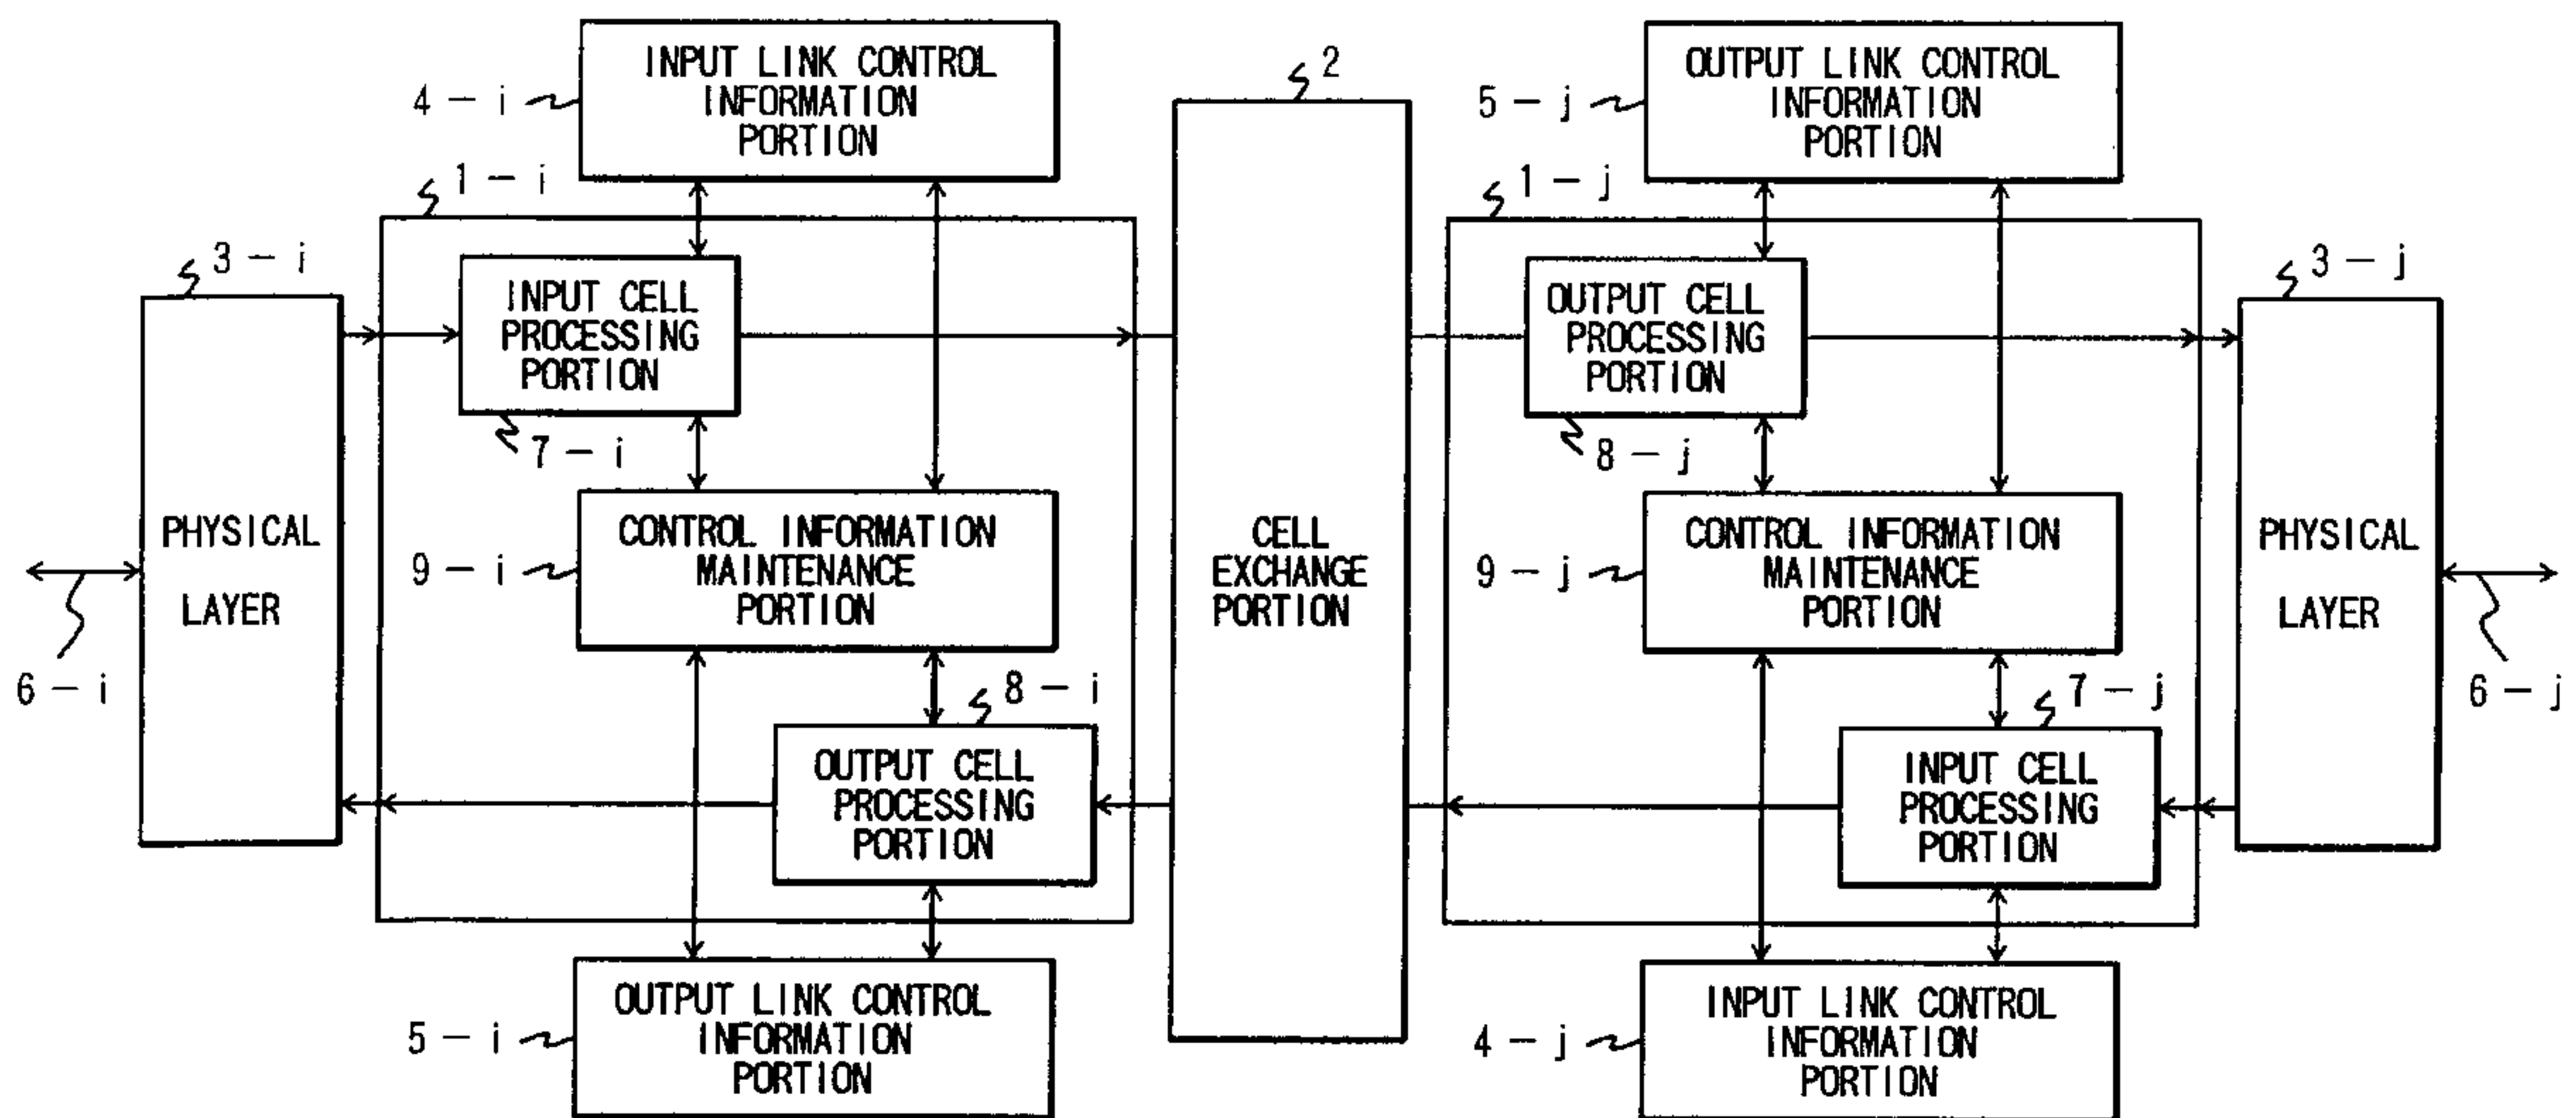 INPUT LINK CONTROL
INFORMATION
PORTION
4 - i
1 - i
3 - i
INPUT CELL
PROCESSING
PORTION
7 - i
PHYSICAL
LAYER
6 - i
CONTROL INFORMATION
MAINTENANCE
PORTION
9 - i
8 - i
OUTPUT CELL
PROCESSING
PORTION
OUTPUT LINK CONTROL
INFORMATION
PORTION
5 - i
2
CELL
EXCHANGE
PORTION
OUTPUT LINK CONTROL
INFORMATION
PORTION
5 - j
1 - j
3 - j
OUTPUT CELL
PROCESSING
PORTION
8 - j
CONTROL INFORMATION
MAINTENANCE
PORTION
9 - j
PHYSICAL
LAYER
6 - j
7 - j
INPUT CELL
PROCESSING
PORTION
INPUT LINK CONTROL
INFORMATION
PORTION
4 - j